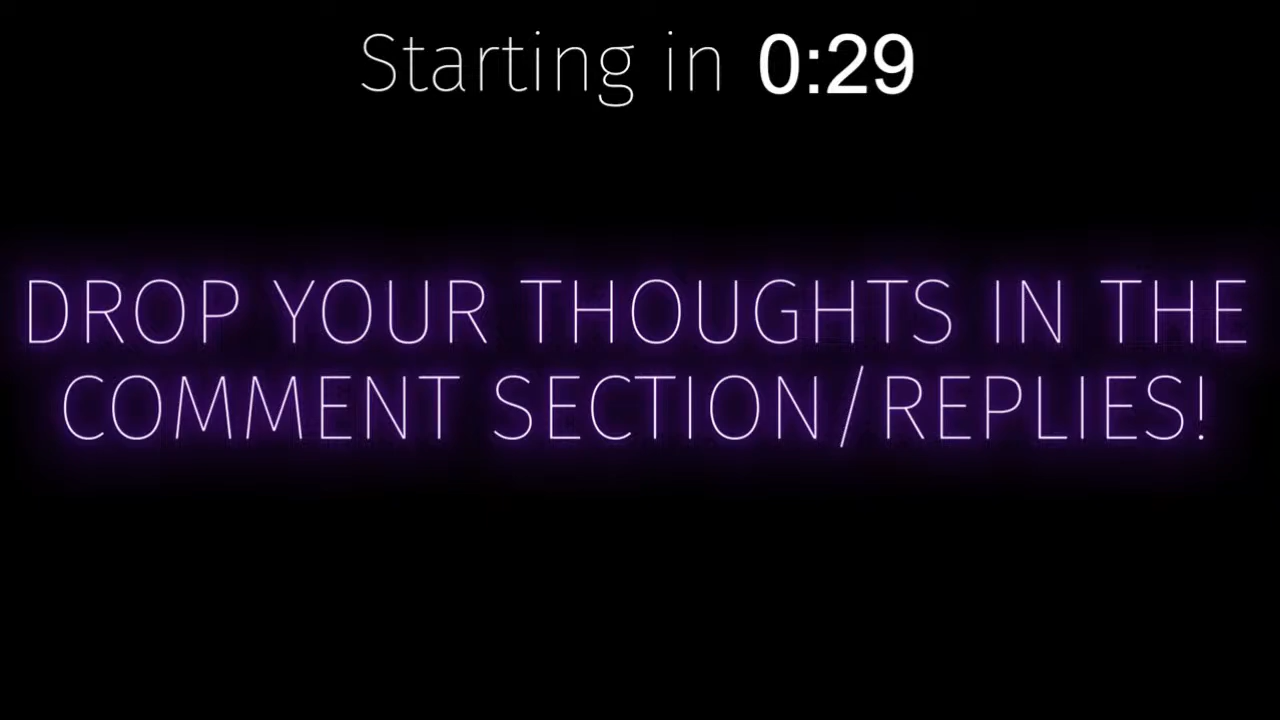 Starting in 0:29
DROP YOUR THOUGHTS IN THE
COMMENT SECTION/REPLIES!